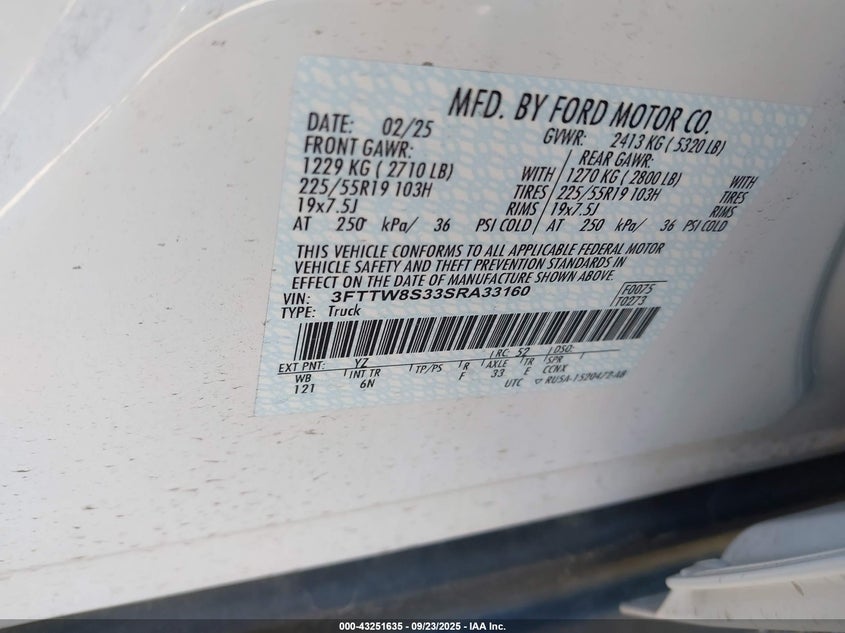 MFD. BY FORD MOTOR CO.
DATE: 02/25 GVWR: 2413 KG ( 5320 LB)
FRONT GAWR: REAR GAWR:
1229 KG ( 2710 LB) WITH 1270 KG ( 2800 LB) WITH
225/55R19 103H TIRES 225/55R19 103H TIRES
19x7.5J RIMS 19x7.5J RIMS
AT 250 kPa/ 36 PSI COLD AT 250 kPa/ 36 PSI COLD
THIS VEHICLE CONFORMS TO ALL APPLICABLE FEDERAL MOTOR
VEHICLE SAFETY AND THEFT PREVENTION STANDARDS IN
EFFECT ON THE DATE OF MANUFACTURE SHOWN ABOVE.
VIN: 3FTTW8S33SRA33160 F0075
TYPE: Truck T0273
EXT PNT: YZ RC: 52 DSO:
WB INT TR TP/PS R AXLE TR SPR
121 6N F 33 E CCNX
UTC RU5A-1520472-AB
000-43251635 - 09/23/2025 - IAA Inc.